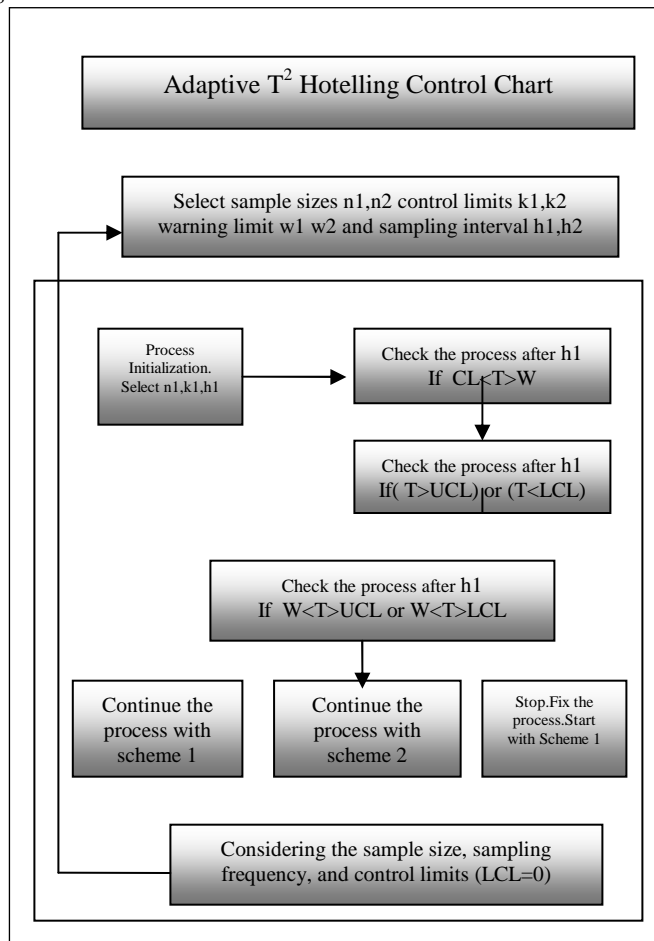 Adaptive T² Hotelling Control Chart
Select sample sizes n1,n2 control limits k1,k2
warning limit w1 w2 and sampling interval h1,h2
Process
Initialization.
Select n1,k1,h1
Check the process after h1
If CL<T>W
Check the process after h1
If( T>UCL) or (T<LCL)
Check the process after h1
If W<T>UCL or W<T>LCL
Continue the
process with
scheme 1
Continue the
process with
scheme 2
Stop.Fix the
process.Start
with Scheme 1
Considering the sample size, sampling
frequency, and control limits (LCL=0)